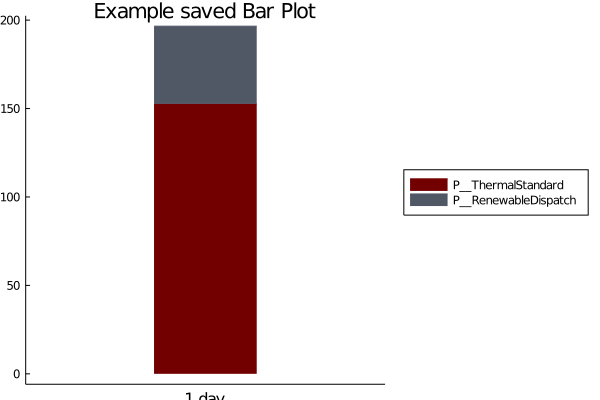 Example saved Bar Plot
200
150
100
50
0
1 day
P__ThermalStandard
P__RenewableDispatch